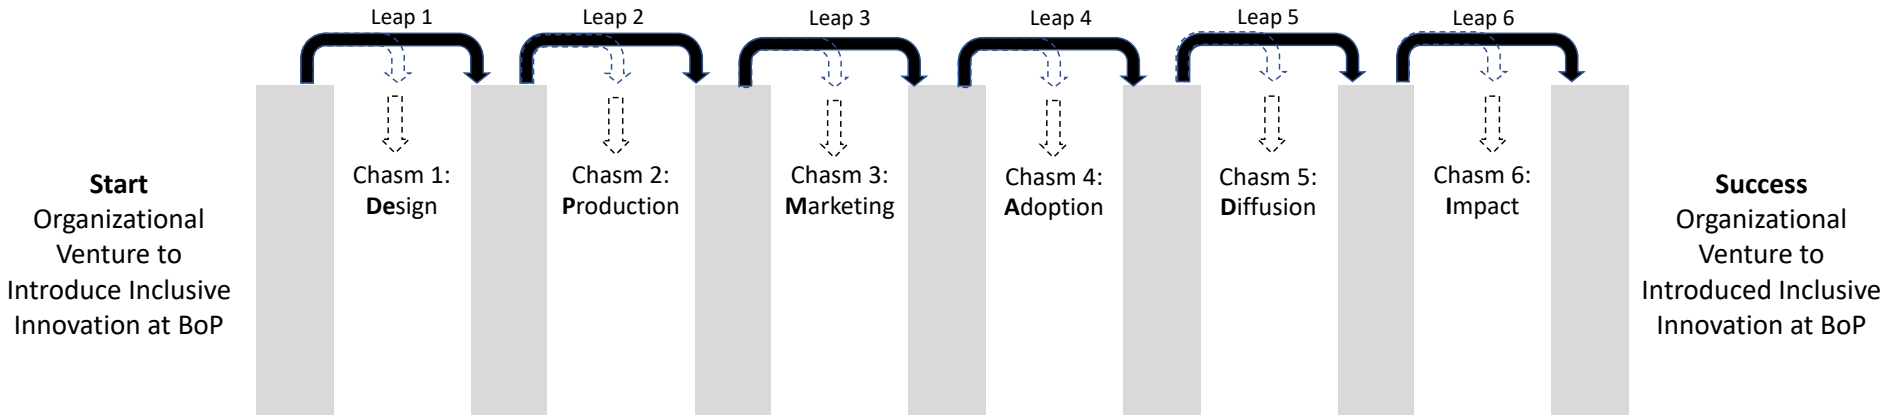 Leap 1
Leap 2
Leap 3
Leap 4
Leap 5
Leap 6
Start
Organizational
Venture to
Introduce Inclusive
Innovation at BoP
Chasm 1:
Design
Chasm 2:
Production
Chasm 3:
Marketing
Chasm 4:
Adoption
Chasm 5:
Diffusion
Chasm 6:
Impact
Success
Organizational
Venture to
Introduced Inclusive
Innovation at BoP